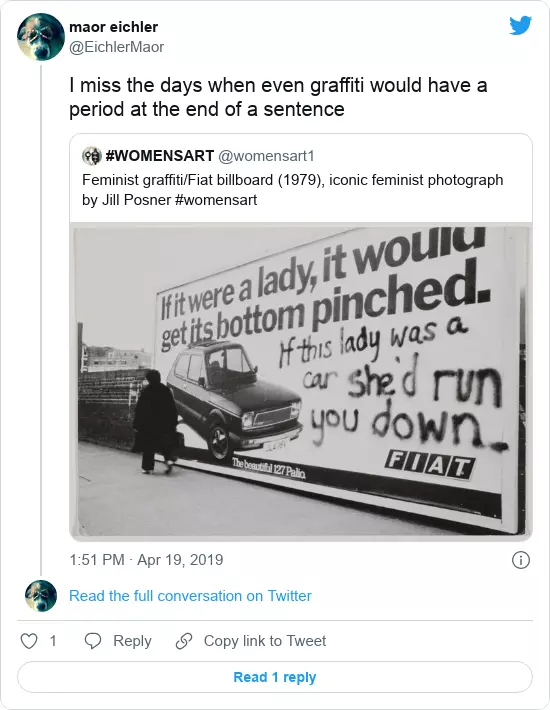 maor eichler
@EichlerMaor
I miss the days when even graffiti would have a
period at the end of a sentence
#WOMENSART @womensart1
Feminist graffiti/Fiat billboard (1979), iconic feminist photograph
by Jill Posner #womensart
If it were a lady, it would
get its bottom pinched.
If this lady was a
car she'd run
you down.
The beautiful 127 Palio.
FIAT
1:51 PM · Apr 19, 2019
Read the full conversation on Twitter
1 Reply Copy link to Tweet
Read 1 reply